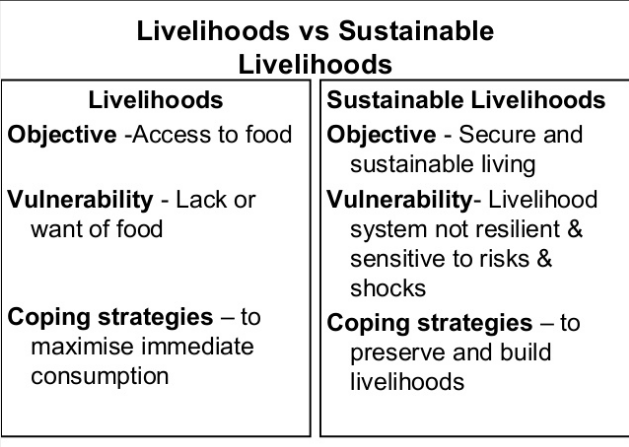 Livelihoods vs Sustainable
Livelihoods
Livelihoods
Objective -Access to food
Vulnerability - Lack or
want of food
Coping strategies – to
maximise immediate
consumption
Sustainable Livelihoods
Objective - Secure and
sustainable living
Vulnerability- Livelihood
system not resilient &
sensitive to risks &
shocks
Coping strategies – to
preserve and build
livelihoods